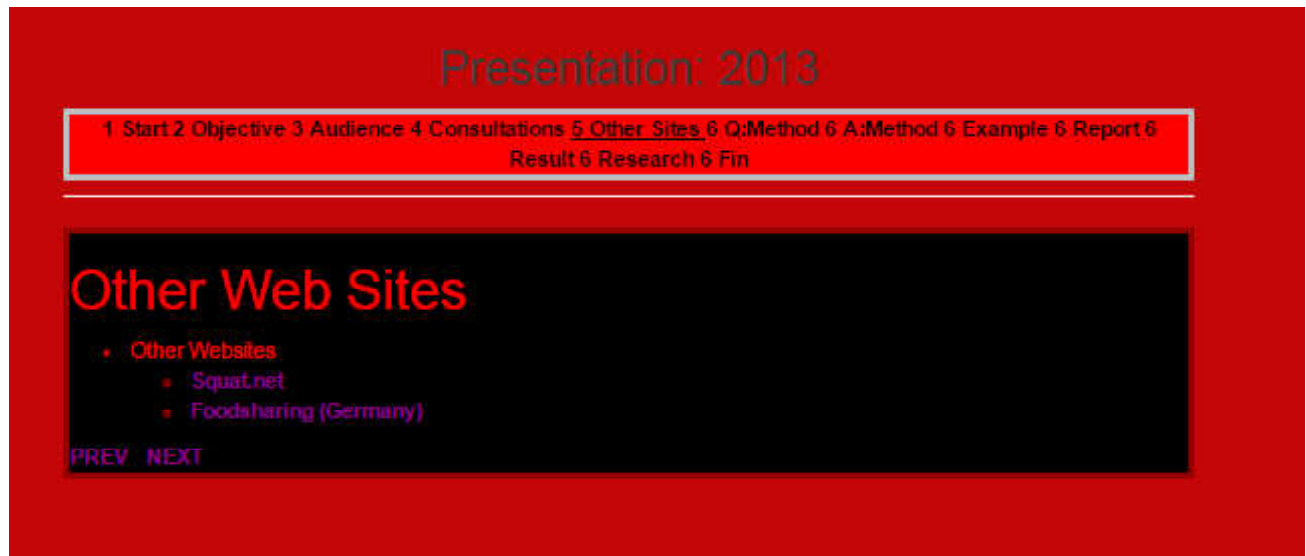 Presentation: 2013
1 Start 2 Objective 3 Audience 4 Consultations 5 Other Sites 6 Q:Method 6 A:Method 6 Example 6 Report 6
Result 6 Research 6 Fin
Other Web Sites
Other Websites
Squat.net
Foodsharing (Germany)
PREV NEXT